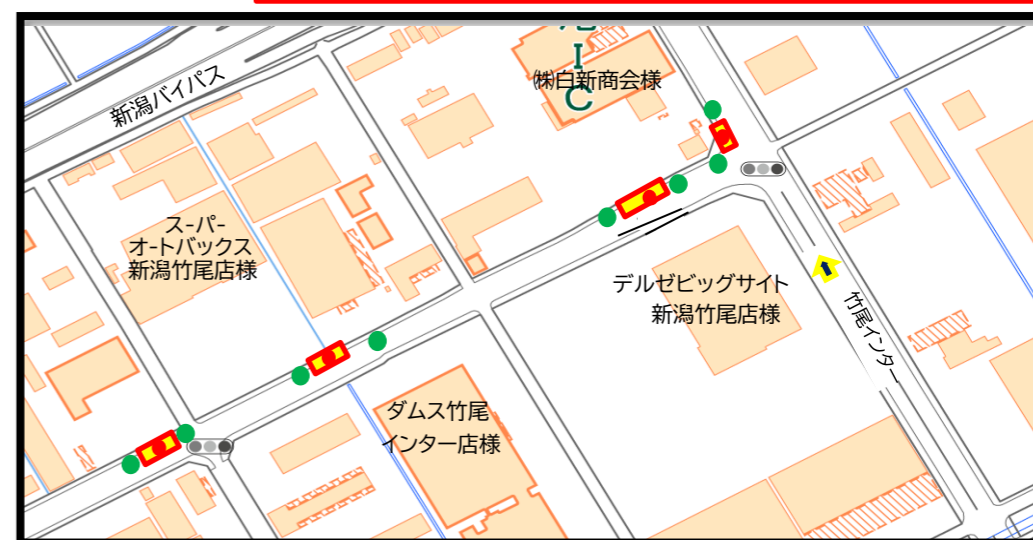 I
C
㈱白新商会様
新潟バイパス
スーパー
オートバックス
新潟竹尾店様
デルゼビッグサイト
新潟竹尾店様
竹尾インター
ダムス竹尾
インター店様